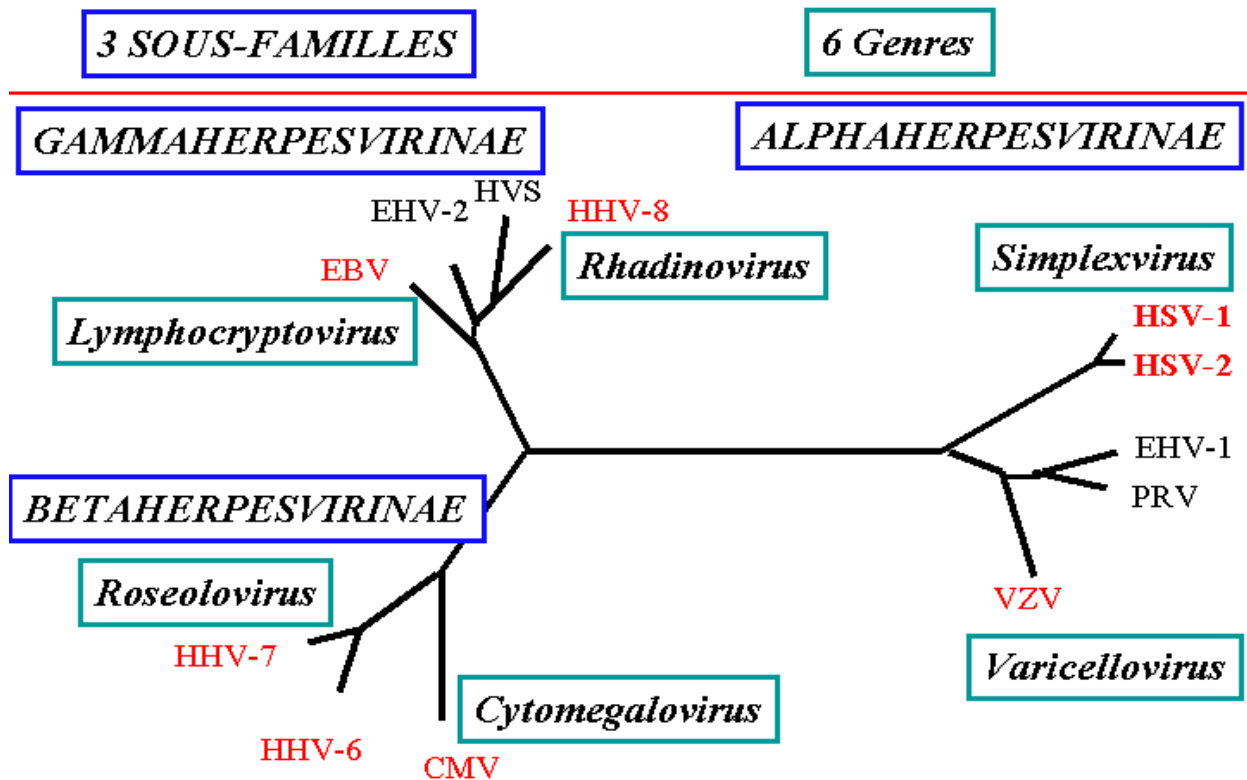 3 SOUS-FAMILLES
6 Genres
GAMMAHERPESVIRINAE
ALPHAHERPESVIRINAE
HVS
EHV-2
HHV-8
EBV
Rhadinovirus
Simplexvirus
Lymphocryptovirus
HSV-1
HSV-2
EHV-1
PRV
BETAHERPESVIRINAE
Roseolovirus
VZV
HHV-7
Varicellovirus
Cytomegalovirus
HHV-6
CMV